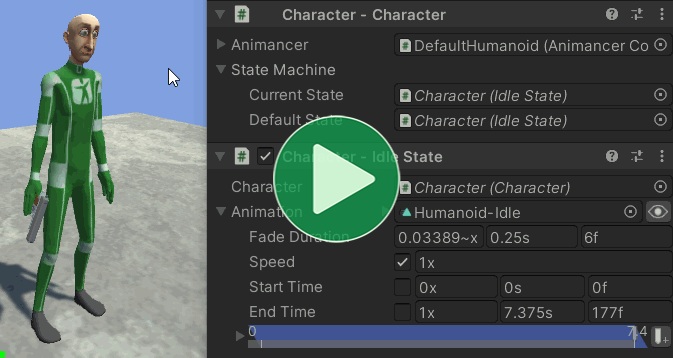 Character - Character
Animancer
DefaultHumanoid (Animancer Co
State Machine
Current State
Character (Idle State)
Default State
Character (Idle State)
Character - Idle State
Character
Character (Character)
Animation
Humanoid-Idle
Fade Duration
0.03389~x 0.25s 6f
Speed
1x
Start Time
0x 0s 0f
End Time
1x 7.375s 177f
0